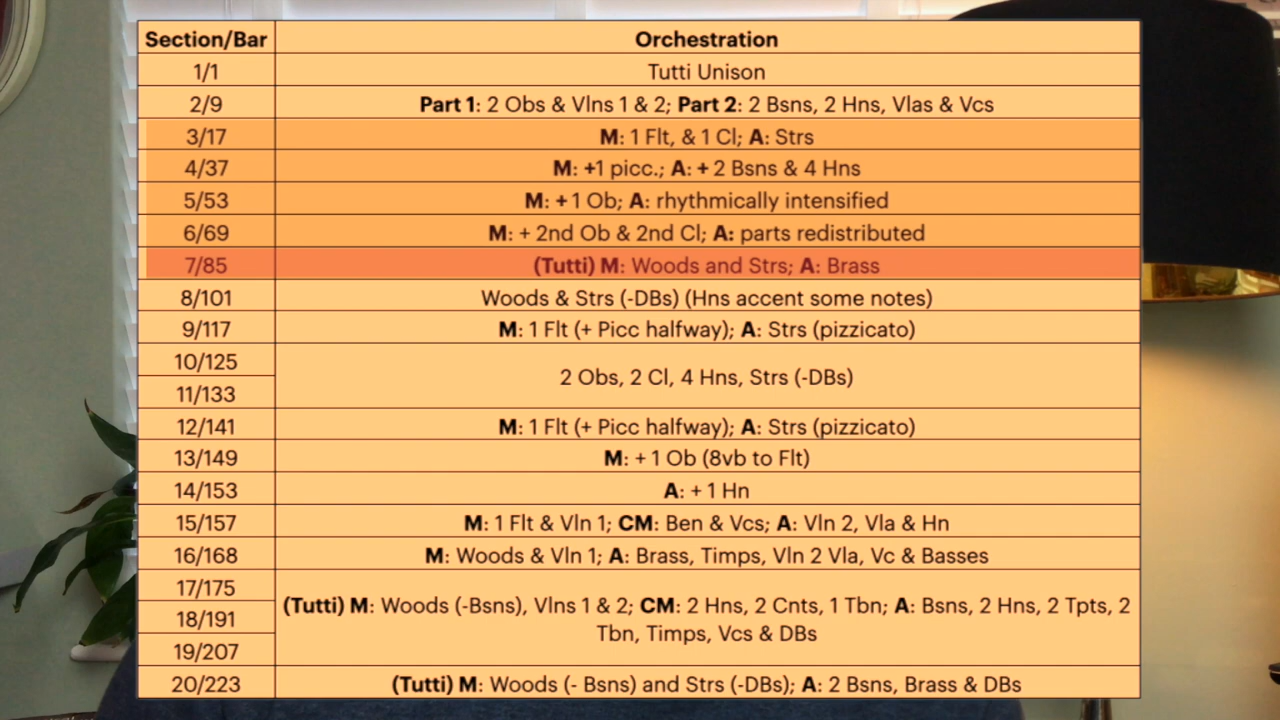 Section/Bar Orchestration
1/1 Tutti Unison
2/9 Part 1: 2 Obs & Vlns 1 & 2; Part 2: 2 Bsns, 2 Hns, Vlas & Vcs
3/17 M: 1 Flt, & 1 Cl; A: Strs
4/37 M: +1 picc.; A: + 2 Bsns & 4 Hns
5/53 M: + 1 Ob; A: rhythmically intensified
6/69 M: + 2nd Ob & 2nd Cl; A: parts redistributed
7/85 (Tutti) M: Woods and Strs; A: Brass
8/101 Woods & Strs (-DBs) (Hns accent some notes)
9/117 M: 1 Flt (+ Picc halfway); A: Strs (pizzicato)
10/125
2 Obs, 2 Cl, 4 Hns, Strs (-DBs)
11/133
12/141 M: 1 Flt (+ Picc halfway); A: Strs (pizzicato)
13/149 M: + 1 Ob (8vb to Flt)
14/153 A: + 1 Hn
15/157 M: 1 Flt & Vln 1; CM: Ben & Vcs; A: Vln 2, Vla & Hn
16/168 M: Woods & Vln 1; A: Brass, Timps, Vln 2 Vla, Vc & Basses
17/175
(Tutti) M: Woods (-Bsns), Vlns 1 & 2; CM: 2 Hns, 2 Cnts, 1 Tbn; A: Bsns, 2 Hns, 2 Tpts, 2
18/191
Tbn, Timps, Vcs & DBs
19/207
20/223 (Tutti) M: Woods (- Bsns) and Strs (-DBs); A: 2 Bsns, Brass & DBs